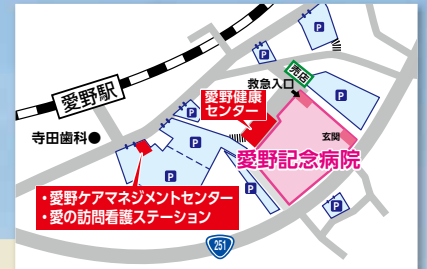 P
P
売店
救急入口
愛野駅
愛野健康
センター
P
P
寺田歯科●
玄関
愛野記念病院
P
P
P
・愛野ケアマネジメントセンター
・愛の訪問看護ステーション
P
251